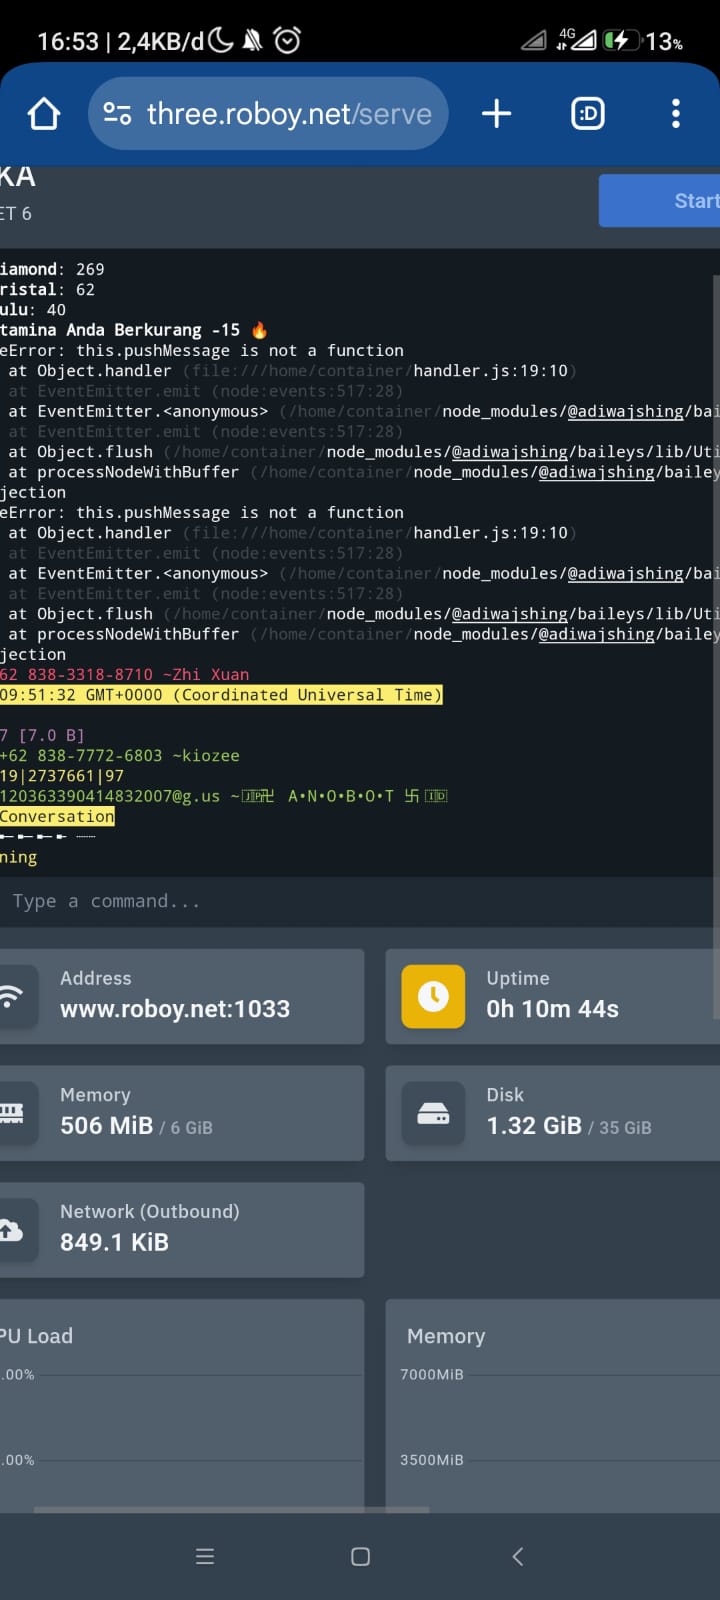 16:53 | 2,4KB/d
4G
13%
three.roboy.net/serve
:D
KA
ET 6
Start
iamond: 269
ristal: 62
ulu: 40
tamina Anda Berkurang -15 🔥
eError: this.pushMessage is not a function
at Object.handler (file:///home/container/handler.js:19:10)
at EventEmitter.emit (node:events:517:28)
at EventEmitter.<anonymous> (/home/container/node_modules/@adiwajshing/bai
at EventEmitter.emit (node:events:517:28)
at Object.flush (/home/container/node_modules/@adiwajshing/baileys/lib/Uti
at processNodeWithBuffer (/home/container/node_modules/@adiwajshing/bailey
jection
eError: this.pushMessage is not a function
at Object.handler (file:///home/container/handler.js:19:10)
at EventEmitter.emit (node:events:517:28)
at EventEmitter.<anonymous> (/home/container/node_modules/@adiwajshing/bai
at EventEmitter.emit (node:events:517:28)
at Object.flush (/home/container/node_modules/@adiwajshing/baileys/lib/Uti
at processNodeWithBuffer (/home/container/node_modules/@adiwajshing/bailey
jection
62 838-3318-8710 ~Zhi Xuan
09:51:32 GMT+0000 (Coordinated Universal Time)
7 [7.0 B]
+62 838-7772-6803 ~kiozee
19|2737661|97
120363390414832007@g.us ~🇯🇵卍 A•N•O•B•O•T 卐🇮🇩
Conversation
ning
Type a command...
Address
www.roboy.net:1033
Uptime
0h 10m 44s
Memory
506 MiB / 6 GiB
Disk
1.32 GiB / 35 GiB
Network (Outbound)
849.1 KiB
PU Load
Memory
.00%
7000MiB
.00%
3500MiB